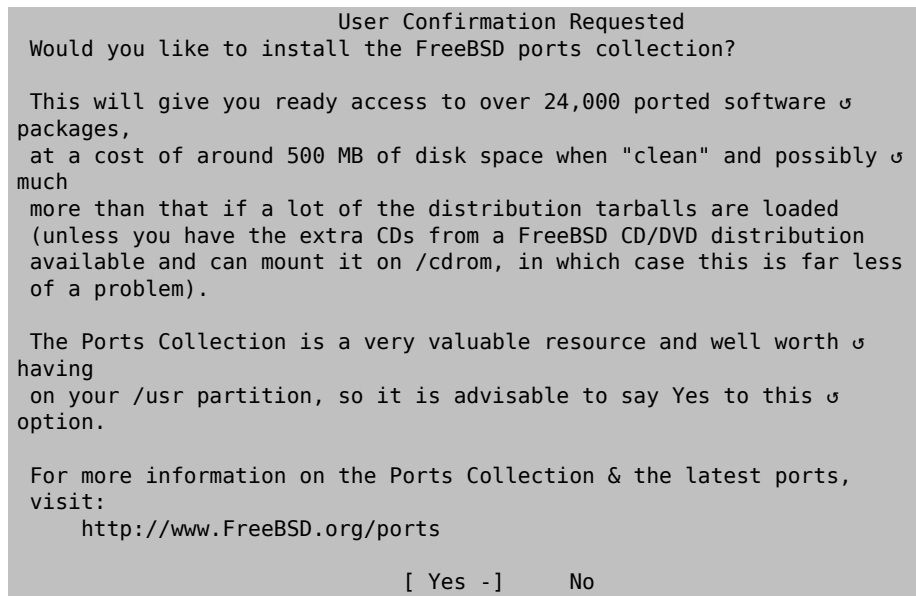 User Confirmation Requested
Would you like to install the FreeBSD ports collection?
This will give you ready access to over 24,000 ported software ↺
packages,
at a cost of around 500 MB of disk space when "clean" and possibly ↺
much
more than that if a lot of the distribution tarballs are loaded
(unless you have the extra CDs from a FreeBSD CD/DVD distribution
available and can mount it on /cdrom, in which case this is far less
of a problem).
The Ports Collection is a very valuable resource and well worth ↺
having
on your /usr partition, so it is advisable to say Yes to this ↺
option.
For more information on the Ports Collection & the latest ports,
visit:
http://www.FreeBSD.org/ports
[ Yes -] No